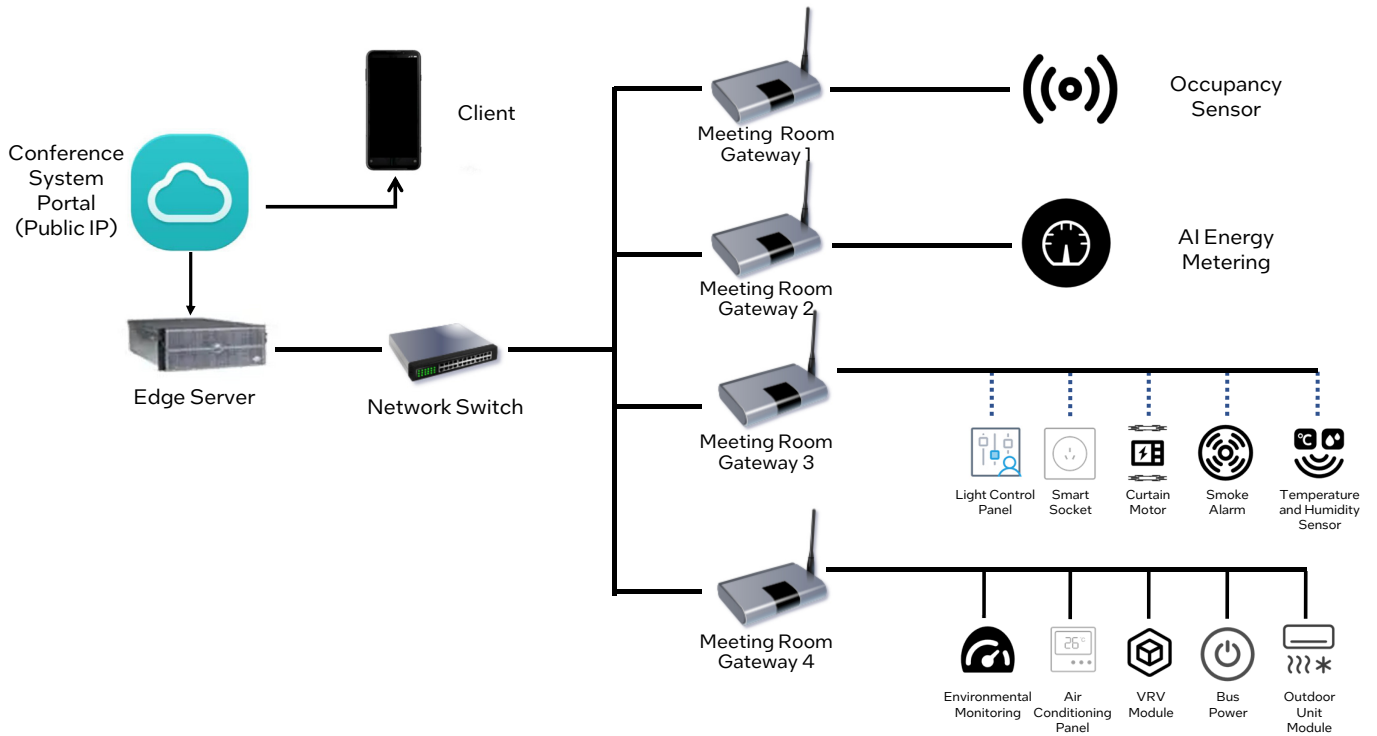 Conference
System
Portal
(Public IP)
Client
Edge Server
Network Switch
Meeting Room
Gateway 1
Occupancy
Sensor
Meeting Room
Gateway 2
AI Energy
Metering
Meeting Room
Gateway 3
°C
Light Control
Panel
Smart
Socket
Curtain
Motor
Smoke
Alarm
Temperature
and Humidity
Sensor
Meeting Room
Gateway 4
26°C
Environmental
Monitoring
Air
Conditioning
Panel
VRV
Module
Bus
Power
Outdoor
Unit
Module